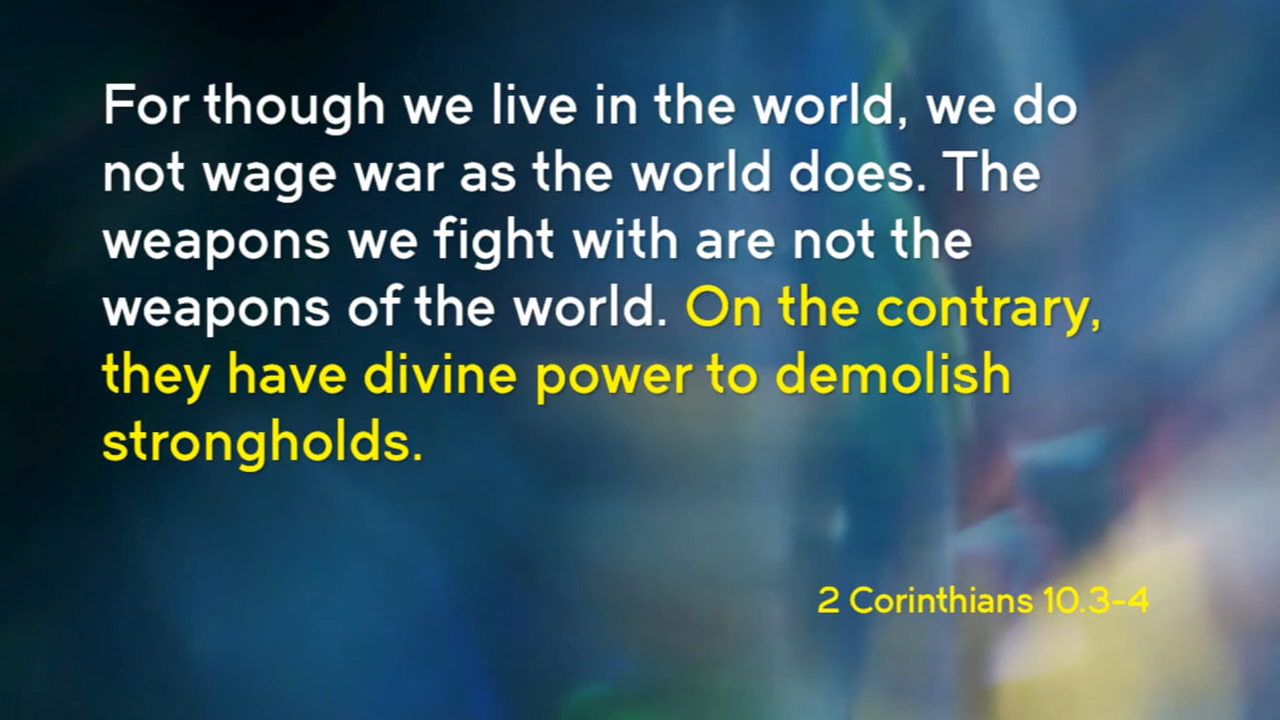 For though we live in the world, we do
not wage war as the world does. The
weapons we fight with are not the
weapons of the world. On the contrary,
they have divine power to demolish
strongholds.
2 Corinthians 10.3-4